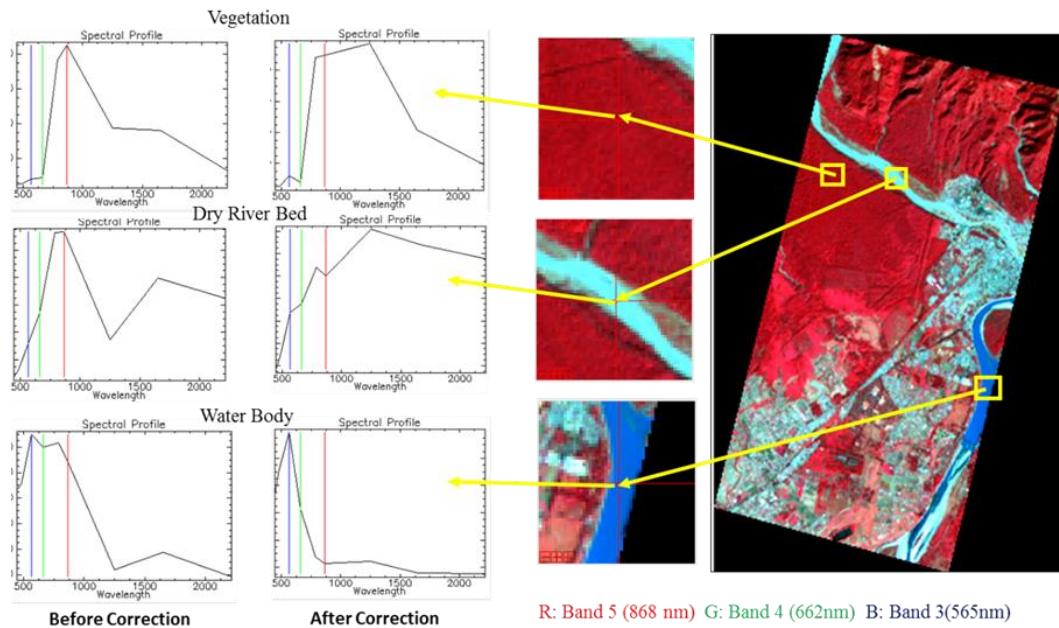 Vegetation
Spectral Profile
Spectral Profile
500 1000 1500 2000
Wavelength
500 1000 1500 2000
Wavelength
Dry River Bed
Spectral Profile
Spectral Profile
500 1000 1500 2000
Wavelength
500 1000 1500 2000
Wavelength
Water Body
Spectral Profile
Spectral Profile
500 1000 1500 2000
Wavelength
500 1000 1500 2000
Wavelength
Before Correction
After Correction
R: Band 5 (868 nm) G: Band 4 (662nm) B: Band 3(565nm)